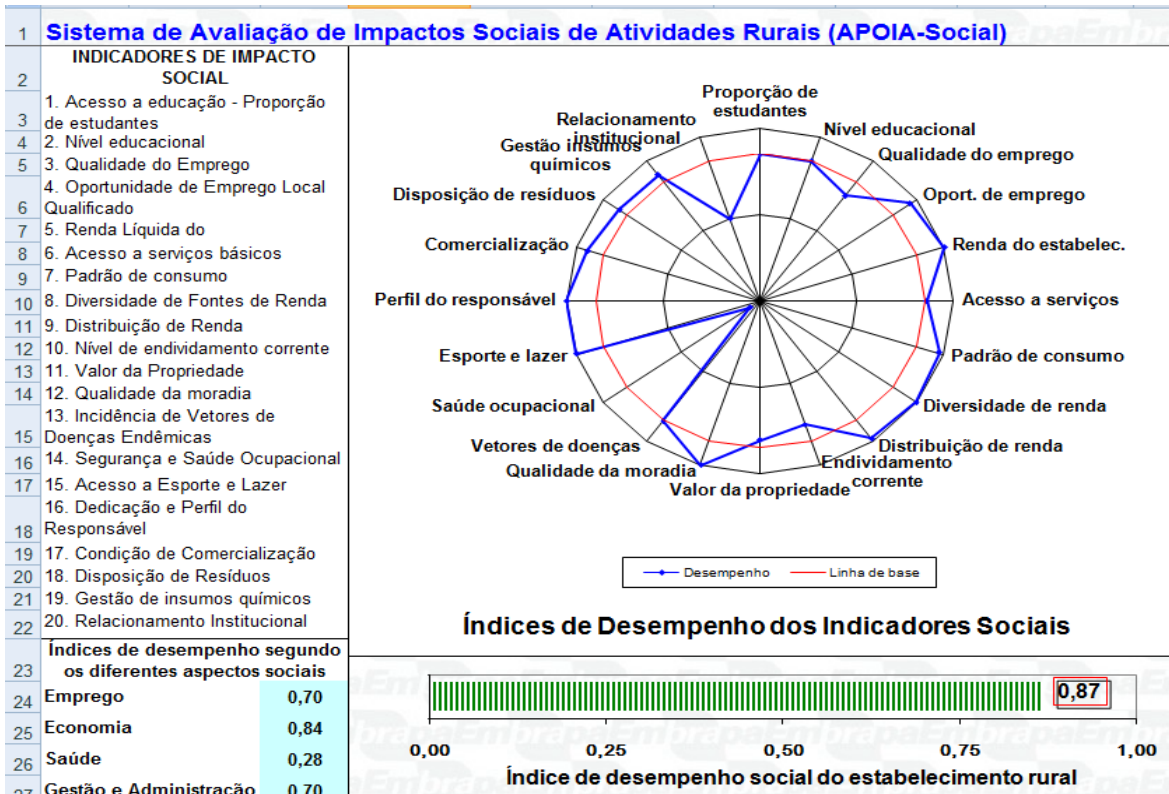 1 Sistema de Avaliação de Impactos Sociais de Atividades Rurais (APOIA-Social)
INDICADORES DE IMPACTO
2 SOCIAL
1. Acesso a educação - Proporção
3 de estudantes
4 2. Nível educacional
5 3. Qualidade do Emprego
4. Oportunidade de Emprego Local
6 Qualificado
7 5. Renda Líquida do
8 6. Acesso a serviços básicos
9 7. Padrão de consumo
10 8. Diversidade de Fontes de Renda
11 9. Distribuição de Renda
12 10. Nível de endividamento corrente
13 11. Valor da Propriedade
14 12. Qualidade da moradia
13. Incidência de Vetores de
15 Doenças Endêmicas
16 14. Segurança e Saúde Ocupacional
17 15. Acesso a Esporte e Lazer
16. Dedicação e Perfil do
18 Responsável
19 17. Condição de Comercialização
20 18. Disposição de Resíduos
21 19. Gestão de insumos químicos
22 20. Relacionamento Institucional
Índices de desempenho segundo
23 os diferentes aspectos sociais
24 Emprego 0,70
25 Economia 0,84
26 Saúde 0,28
27 Gestão e Administração 0,70
Proporção de
estudantes
Nível educacional
Qualidade do emprego
Oport. de emprego
Renda do estabelec.
Acesso a serviços
Padrão de consumo
Diversidade de renda
Distribuição de renda
Endividamento
corrente
Valor da propriedade
Qualidade da moradia
Vetores de doenças
Saúde ocupacional
Esporte e lazer
Perfil do responsável
Comercialização
Disposição de resíduos
Gestão insumos
químicos
Relacionamento
institucional
Desempenho Linha de base
Índices de Desempenho dos Indicadores Sociais
0,87
0,00 0,25 0,50 0,75 1,00
Índice de desempenho social do estabelecimento rural